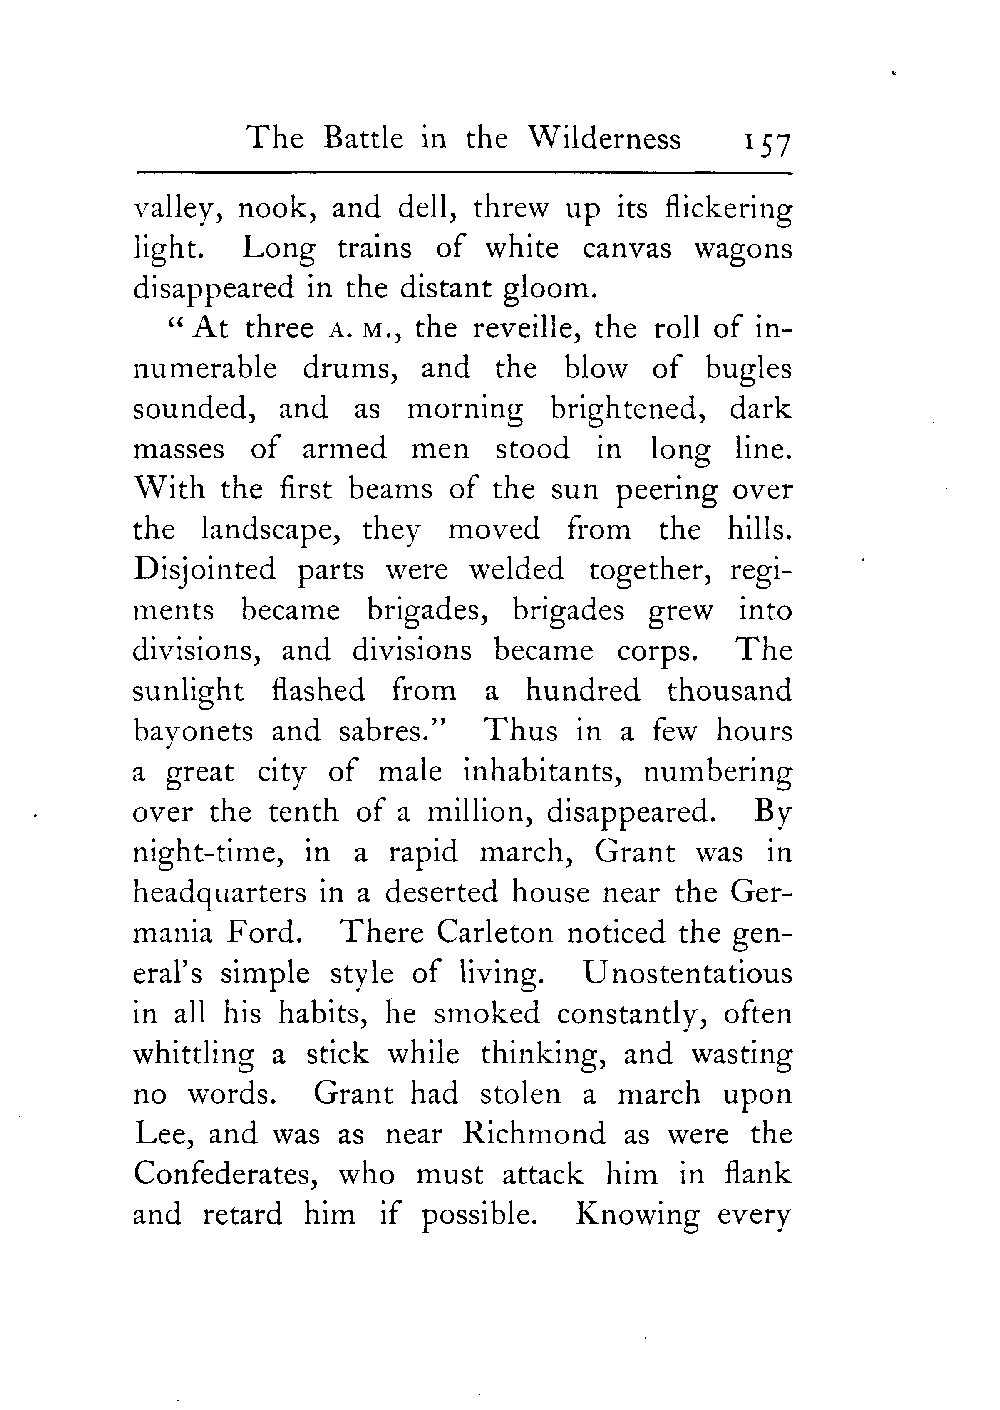 The Battle in the Wilderness 157
valley, nook, and dell, threw up its flickering
light. Long trains of white canvas wagons
disappeared in the distant gloom.
“At three A. M., the reveille, the roll of in-
numerable drums, and the blow of bugles
sounded, and as morning brightened, dark
masses of armed men stood in long line.
With the first beams of the sun peering over
the landscape, they moved from the hills.
Disjointed parts were welded together, regi-
ments became brigades, brigades grew into
divisions, and divisions became corps. The
sunlight flashed from a hundred thousand
bayonets and sabres.” Thus in a few hours
a great city of male inhabitants, numbering
over the tenth of a million, disappeared. By
night-time, in a rapid march, Grant was in
headquarters in a deserted house near the Ger-
mania Ford. There Carleton noticed the gen-
eral’s simple style of living. Unostentatious
in all his habits, he smoked constantly, often
whittling a stick while thinking, and wasting
no words. Grant had stolen a march upon
Lee, and was as near Richmond as were the
Confederates, who must attack him in flank
and retard him if possible. Knowing every